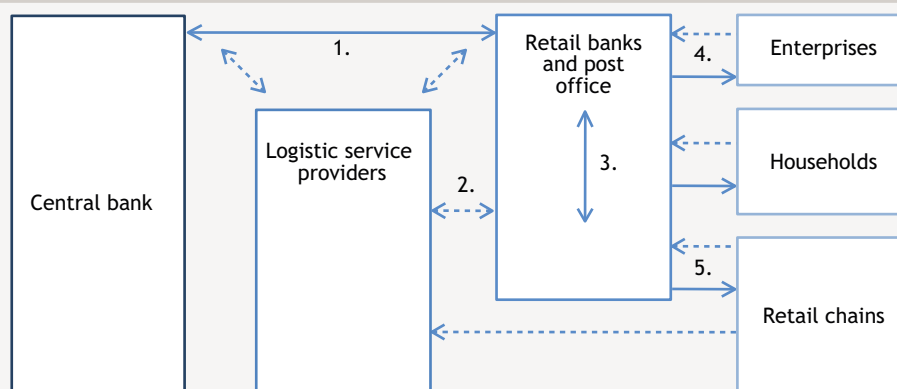 1.
Retail banks
and post
office
4.
Enterprises
Logistic service
providers
2.
3.
Households
Central bank
5.
Retail chains